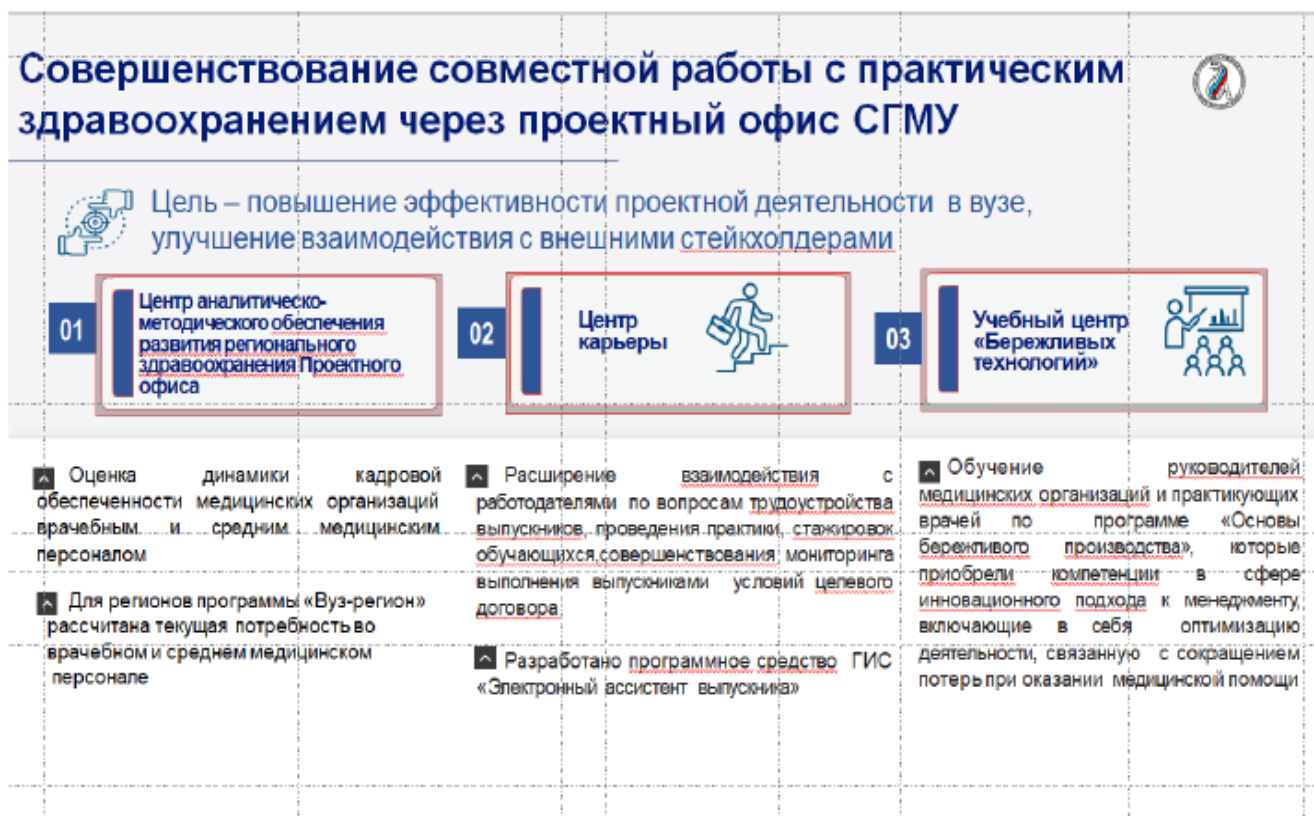 Совершенствование совместной работы с практическим
здравоохранением через проектный офис СГМУ
Цель – повышение эффективности проектной деятельности в вузе,
улучшение взаимодействия с внешними стейкхолдерами
01
Центр аналитическо-
методического обеспечения
развития регионального
здравоохранения Проектного
офиса
02
Центр
карьеры
03
Учебный центр
«Бережливых
технологий»
Оценка динамики кадровой
обеспеченности медицинских организаций
врачебным и средним медицинским
персоналом
Для регионов программы «Вуз-регион»
рассчитана текущая потребность во
врачебном и среднем медицинском
персонале
Расширение взаимодействия с
работодателями по вопросам трудоустройства
выпускников, проведения практики, стажировок
обучающихся,совершенствования мониторинга
выполнения выпускниками условий целевого
договора
Разработано программное средство ГИС
«Электронный ассистент выпускника»
Обучение руководителей
медицинских организаций и практикующих
врачей по программе «Основы
бережливого производства», которые
приобрели компетенции в сфере
инновационного подхода к менеджменту,
включающие в себя оптимизацию
деятельности, связанную с сокращением
потерь при оказании медицинской помощи